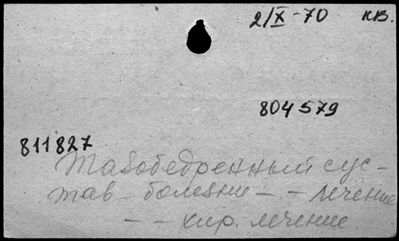 2/X - 70 кв.
804579
811827
Тазобедренный сус-
тав - болезни - - лечение
- - хир. лечение